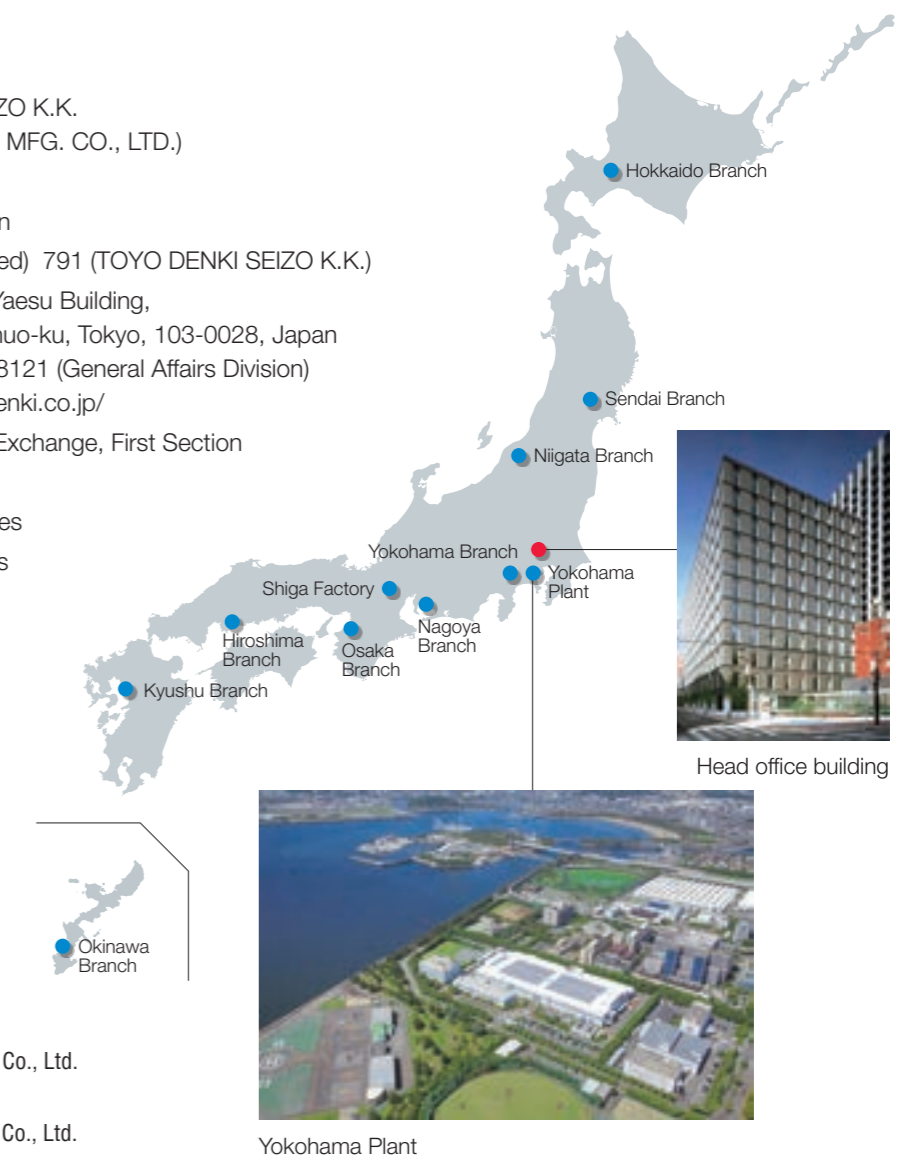 ZO K.K.
MFG. CO., LTD.)
n
ed) 791 (TOYO DENKI SEIZO K.K.)
Yaesu Building,
uo-ku, Tokyo, 103-0028, Japan
8121 (General Affairs Division)
enki.co.jp/
Exchange, First Section
es
s
Hokkaido Branch
Sendai Branch
Niigata Branch
Yokohama Branch
Yokohama
Plant
Shiga Factory
Nagoya
Branch
Hiroshima
Branch
Osaka
Branch
Kyushu Branch
Head office building
Okinawa
Branch
Co., Ltd.
Co., Ltd.
Yokohama Plant